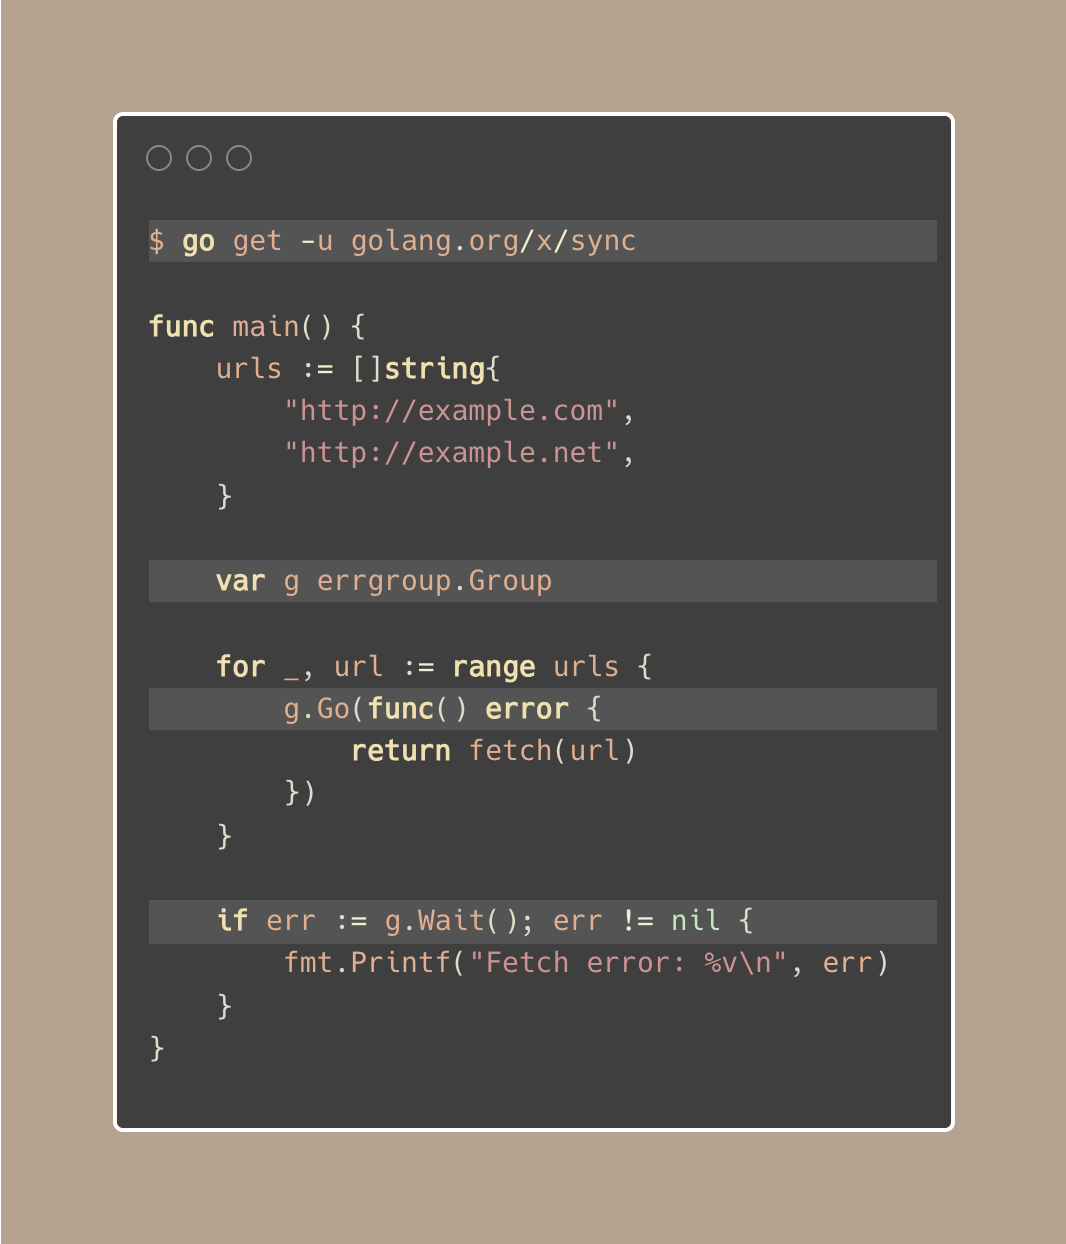 $ go get -u golang.org/x/sync
func main() {
    urls := []string{
        "http://example.com",
        "http://example.net",
    }
    var g errgroup.Group
    for _, url := range urls {
        g.Go(func() error {
            return fetch(url)
        })
    }
    if err := g.Wait(); err != nil {
        fmt.Printf("Fetch error: %v\n", err)
    }
}